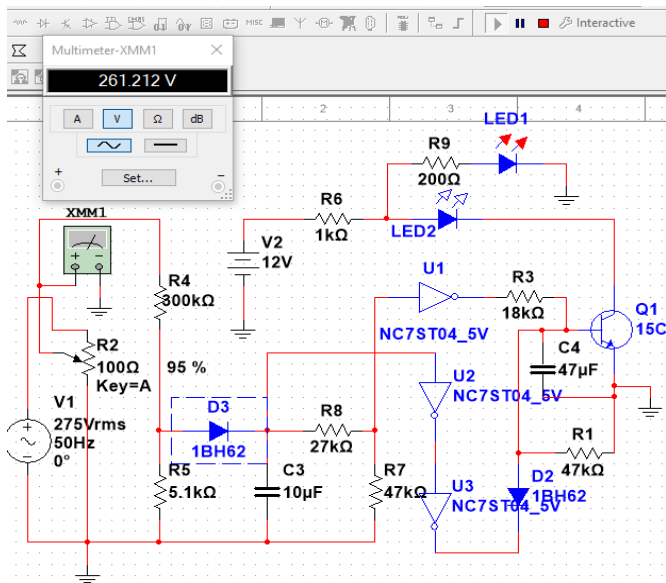 MISC
Interactive
Multimeter-XMM1
261.212 V
A
V
Ω
dB
Set...
+
−
2
3
4
XMM1
LED1
R9
200Ω
R6
1kΩ
LED2
V2
12V
R4
300kΩ
U1
NC7ST04_5V
R3
18kΩ
Q1
15C
R2
100Ω
Key=A
95 %
C4
47µF
V1
275Vrms
50Hz
0°
U2
NC7ST04_5V
D3
1BH62
R8
27kΩ
R1
47kΩ
R5
5.1kΩ
C3
10µF
R7
47kΩ
U3
NC7ST04_5V
D2
1BH62